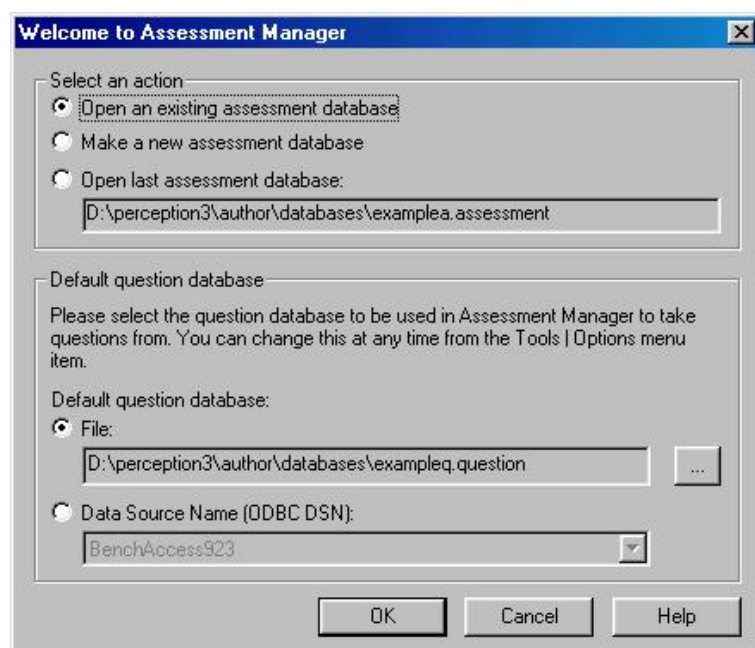 Welcome to Assessment Manager
Select an action
Open an existing assessment database
Make a new assessment database
Open last assessment database:
D:\perception3\author\databases\examplea.assessment
Default question database
Please select the question database to be used in Assessment Manager to take
questions from. You can change this at any time from the Tools | Options menu
item.
Default question database:
File:
D:\perception3\author\databases\exampleq.question
...
Data Source Name (ODBC DSN):
BenchAccess923
OK
Cancel
Help